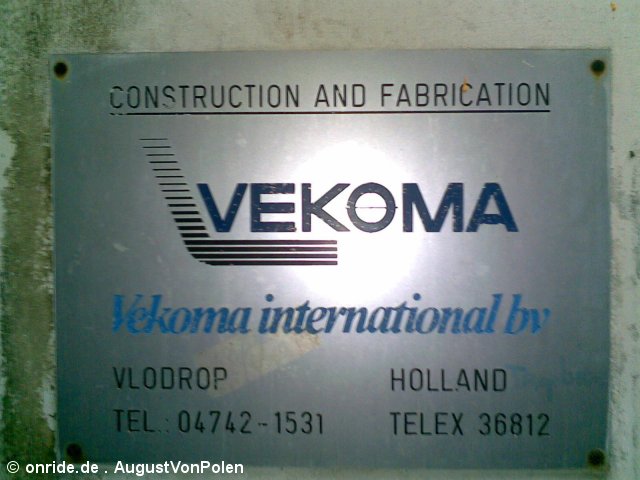 CONSTRUCTION AND FABRICATION
VEKOMA
Vekoma international bv
VLODROP HOLLAND
TEL.: 04742-1531 TELEX 36812
© onride.de . AugustVonPolen